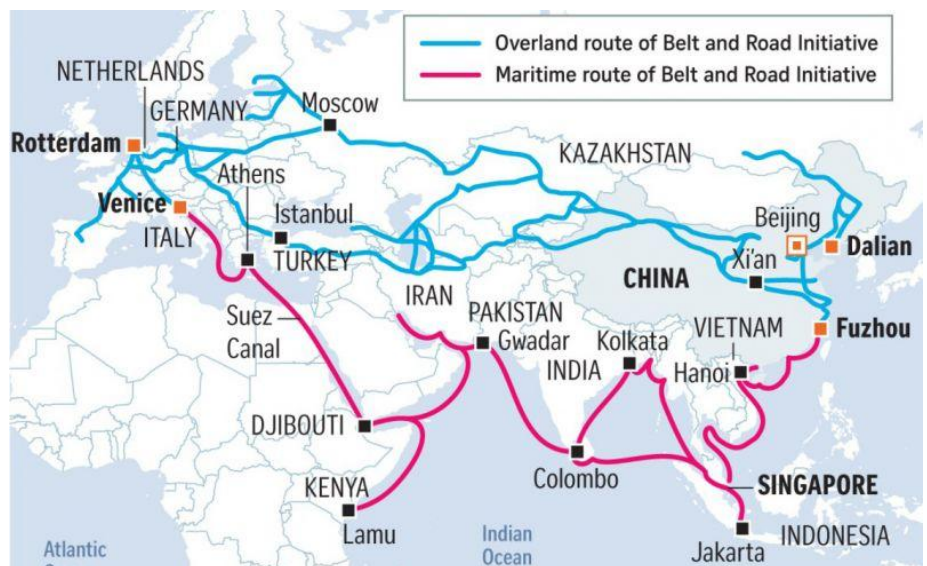 Overland route of Belt and Road Initiative
Maritime route of Belt and Road Initiative
NETHERLANDS
GERMANY
Moscow
Rotterdam
KAZAKHSTAN
Athens
Venice
Istanbul
Beijing
ITALY
TURKEY
Xi'an
Dalian
CHINA
IRAN
PAKISTAN
Suez
Canal
Gwadar
Kolkata
VIETNAM
Fuzhou
INDIA
Hanoi
DJIBOUTI
Colombo
SINGAPORE
KENYA
Lamu
Indian
Ocean
Jakarta
INDONESIA
Atlantic